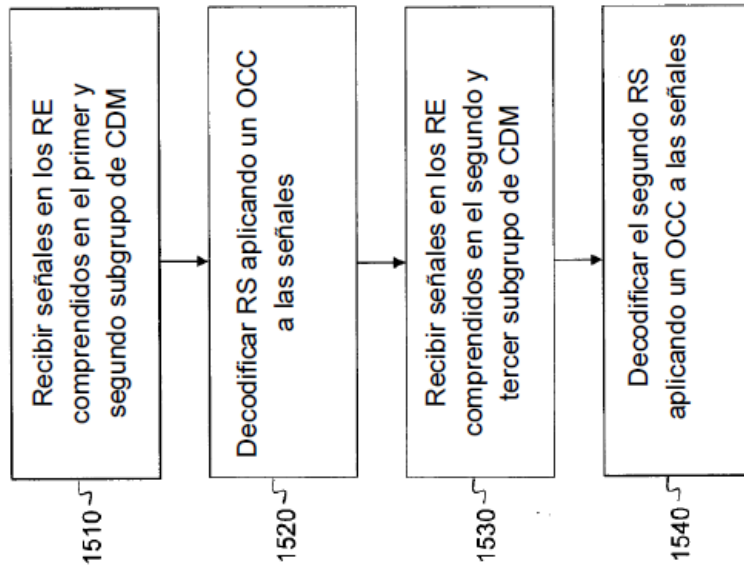 1510
Recibir señales en los RE
comprendidos en el primer y
segundo subgrupo de CDM
1520
Decodificar RS aplicando un OCC
a las señales
1530
Recibir señales en los RE
comprendidos en el segundo y
tercer subgrupo de CDM
1540
Decodificar el segundo RS
aplicando un OCC a las señales